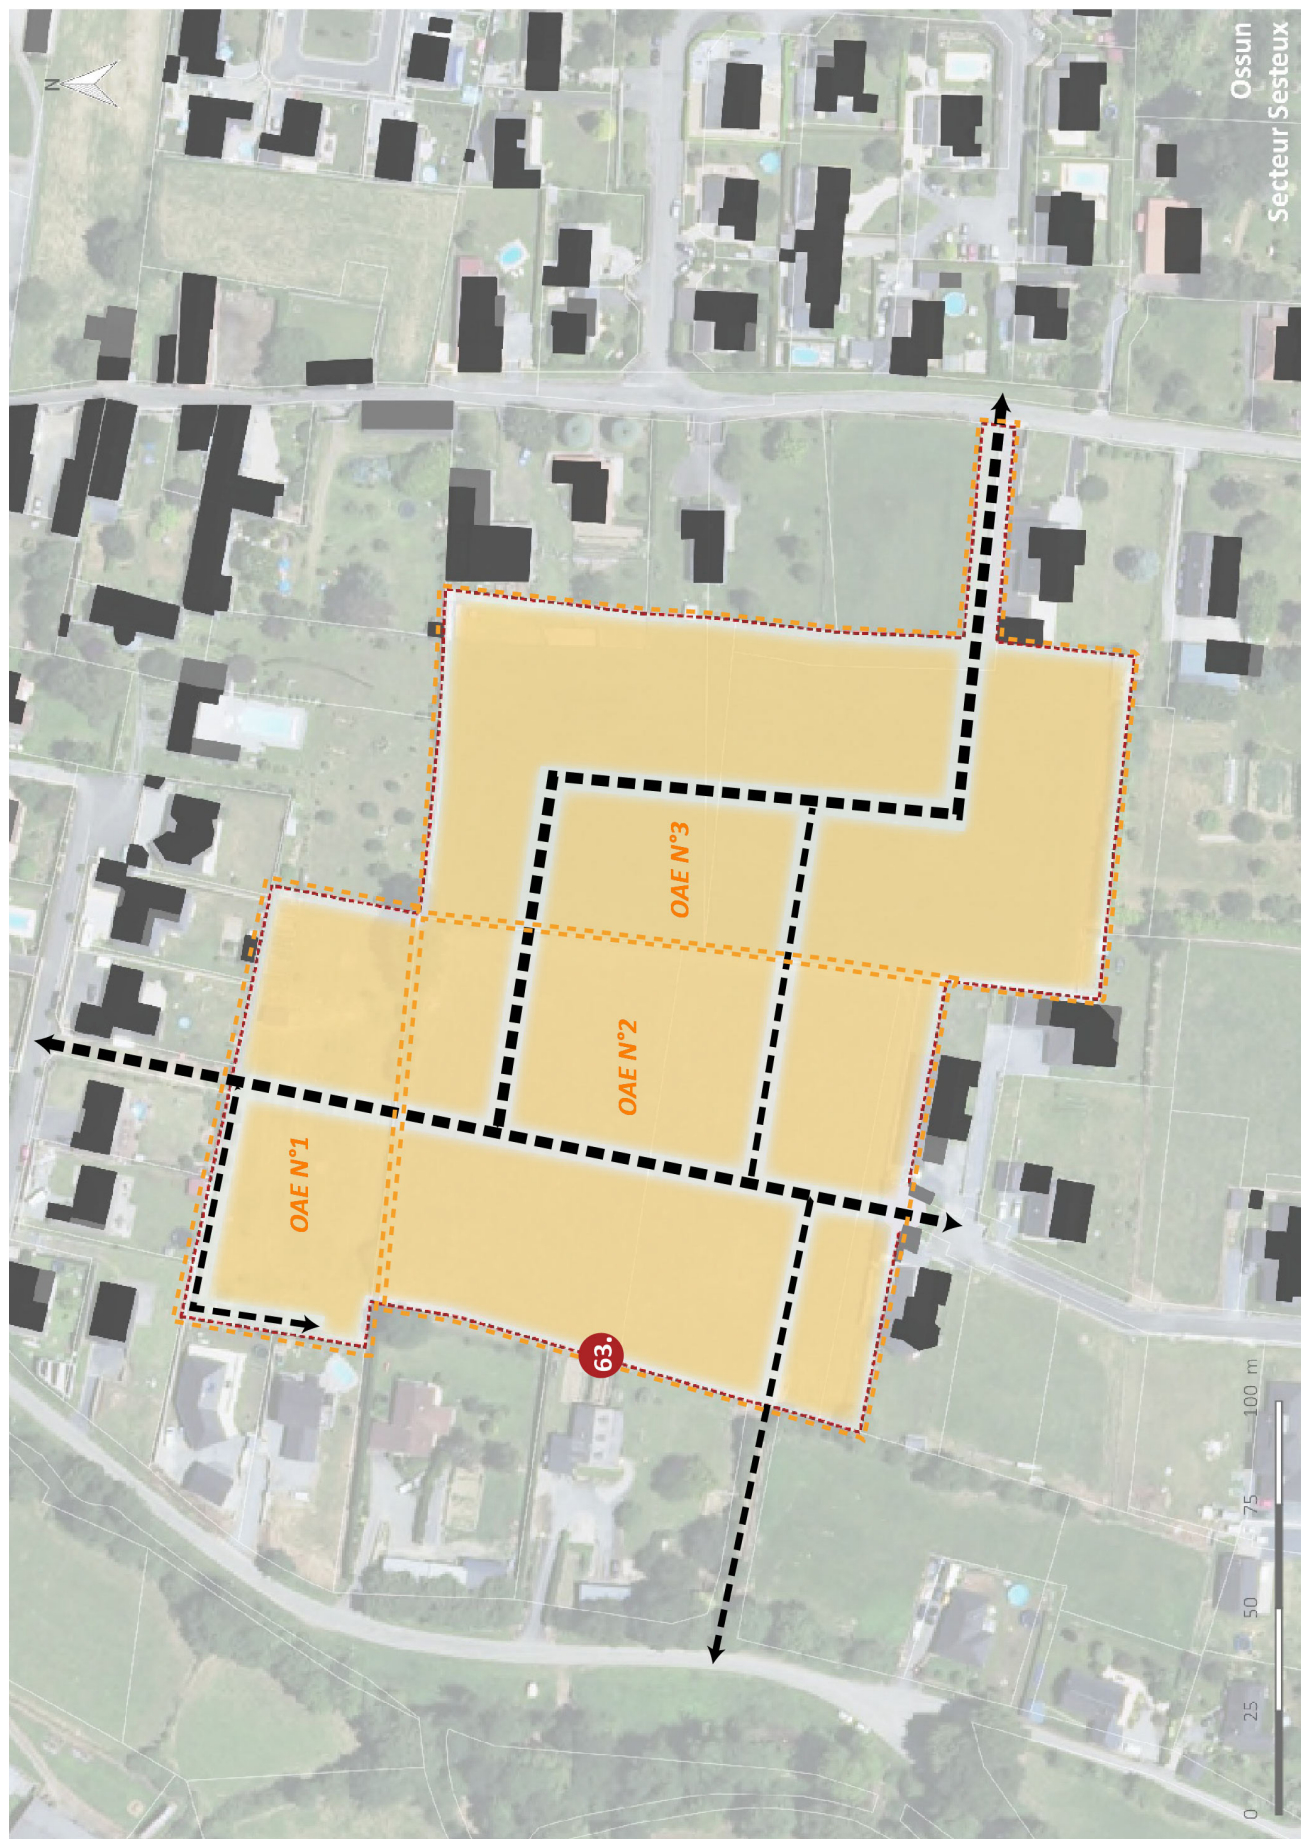 N
Ossun
Secteur Sesteux
OAE N°1
OAE N°2
OAE N°3
63.
0 25 50 75 100 m